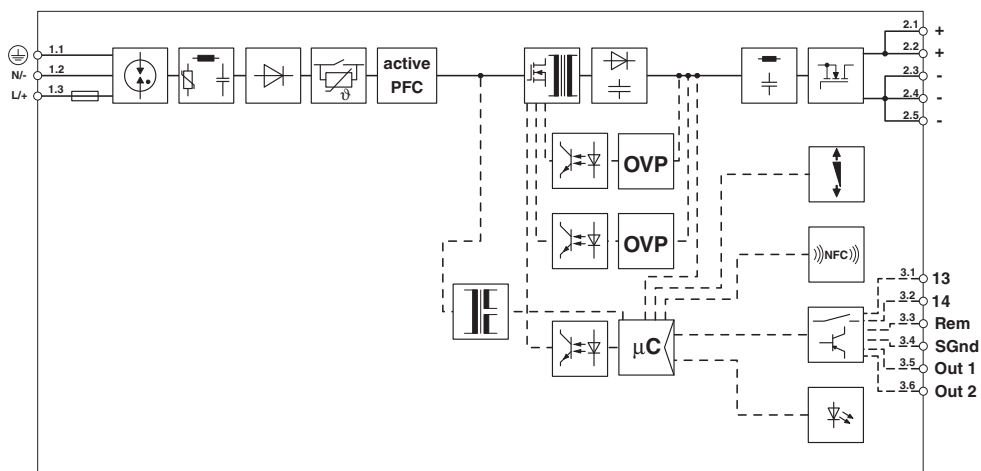 1.1
N/- 1.2
L/+ 1.3
ϑ
active
PFC
2.1 +
2.2 +
2.3 -
2.4 -
2.5 -
OVP
OVP
NFC
μC
3.1 13
3.2 14
3.3 Rem
3.4 SGnd
3.5 Out 1
3.6 Out 2